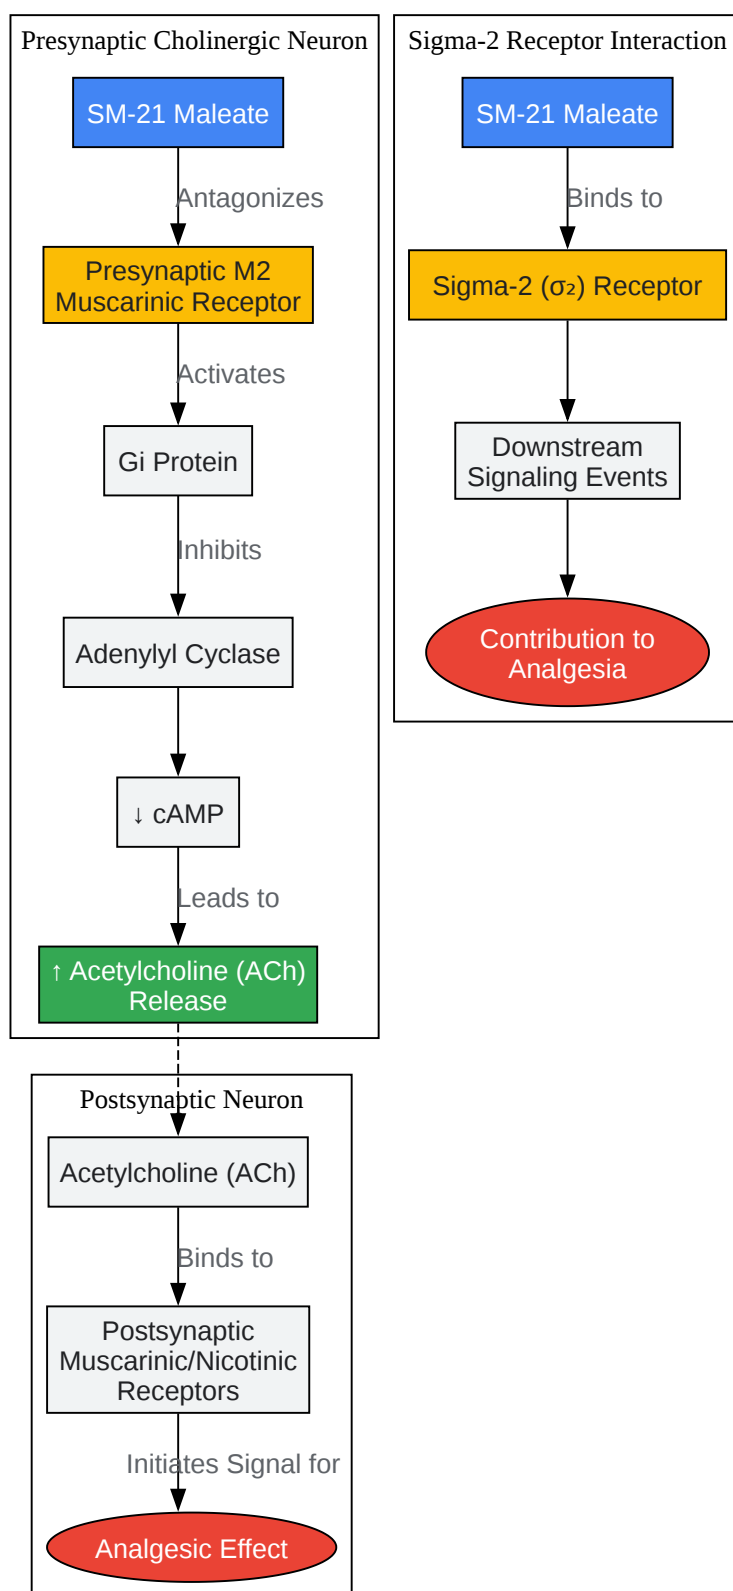 Presynaptic Cholinergic Neuron
SM-21 Maleate
Antagonizes
Presynaptic M2
Muscarinic Receptor
Activates
Gi Protein
Inhibits
Adenylyl Cyclase
↓ cAMP
Leads to
↑ Acetylcholine (ACh)
Release
Postsynaptic Neuron
Acetylcholine (ACh)
Binds to
Postsynaptic
Muscarinic/Nicotinic
Receptors
Initiates Signal for
Analgesic Effect
Sigma-2 Receptor Interaction
SM-21 Maleate
Binds to
Sigma-2 (σ₂) Receptor
Downstream
Signaling Events
Contribution to
Analgesia